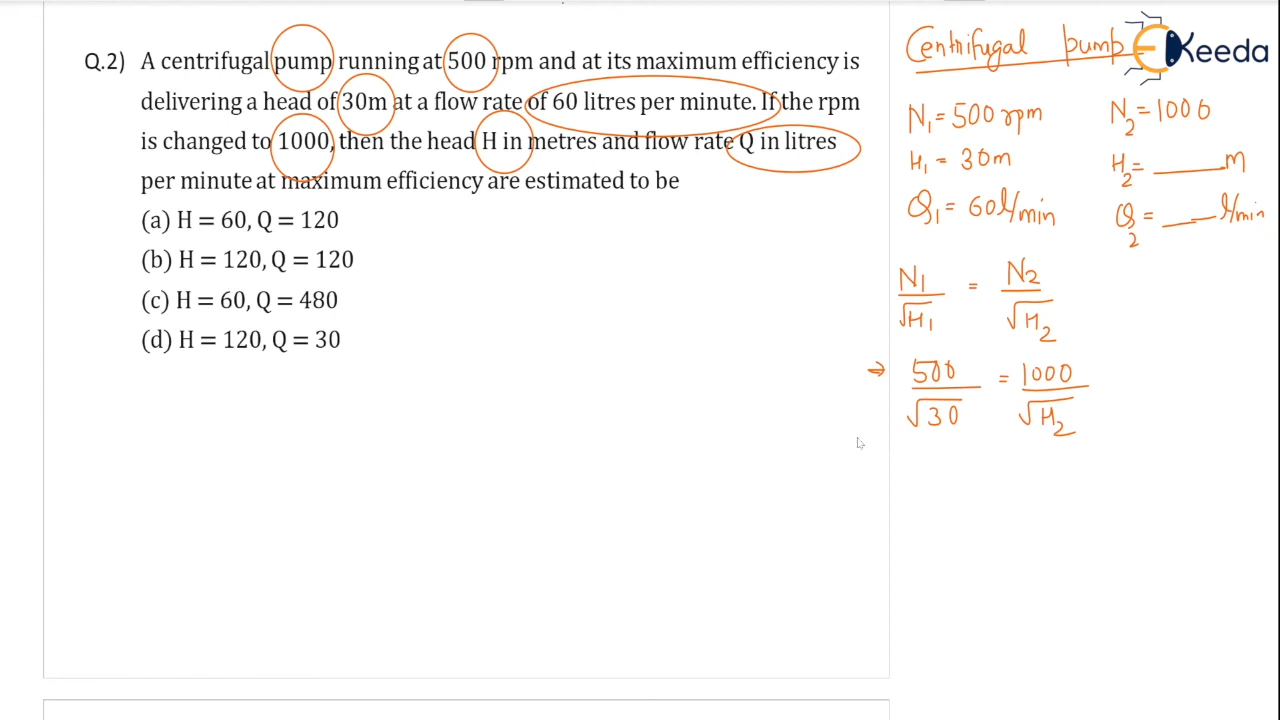 Q.2) A centrifugal pump running at 500 rpm and at its maximum efficiency is
delivering a head of 30m at a flow rate of 60 litres per minute. If the rpm
is changed to 1000, then the head H in metres and flow rate Q in litres
per minute at maximum efficiency are estimated to be
(a) H = 60, Q = 120
(b) H = 120, Q = 120
(c) H = 60, Q = 480
(d) H = 120, Q = 30
Centrifugal pump
Ekeeda
N₁ = 500 rpm N₂ = 1000
H₁ = 30m H₂ = ____ m
Q₁ = 60 l/min Q₂ = ____ l/min
N₁/√H₁ = N₂/√H₂
⇒ 500/√30 = 1000/√H₂